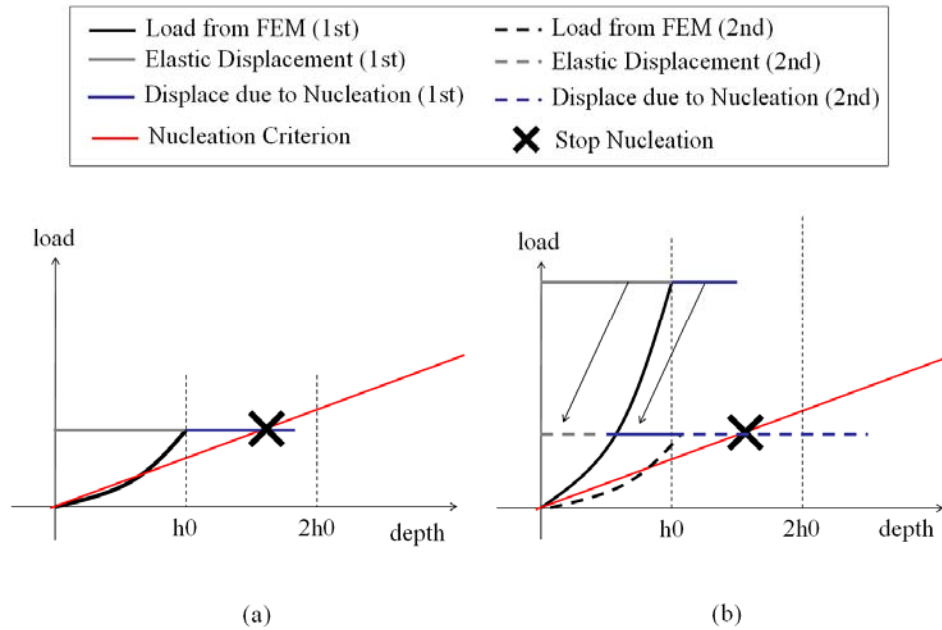 Load from FEM (1st)
Load from FEM (2nd)
Elastic Displacement (1st)
Elastic Displacement (2nd)
Displace due to Nucleation (1st)
Displace due to Nucleation (2nd)
Nucleation Criterion
Stop Nucleation
load
h0
2h0
depth
(a)
load
h0
2h0
depth
(b)